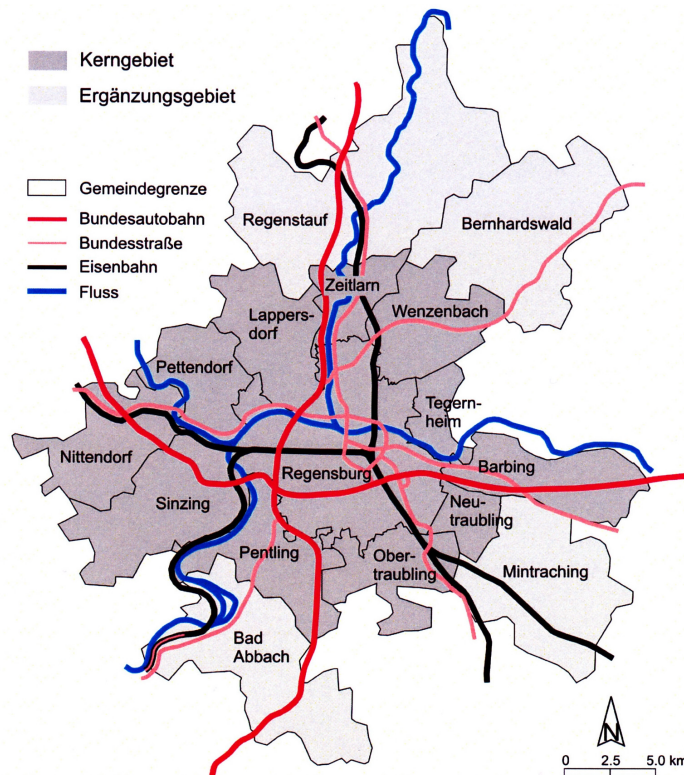 Kerngebiet
Ergänzungsgebiet
Gemeindegrenze
Bundesautobahn
Bundesstraße
Eisenbahn
Fluss
Regenstauf
Bernhardswald
Zeitlarn
Lappers-
dorf
Wenzenbach
Pettendorf
Tegern-
heim
Nittendorf
Regensburg
Barbing
Sinzing
Neu-
traubling
Pentling
Ober-
traubling
Mintraching
Bad
Abbach
N
0 2.5 5.0 km